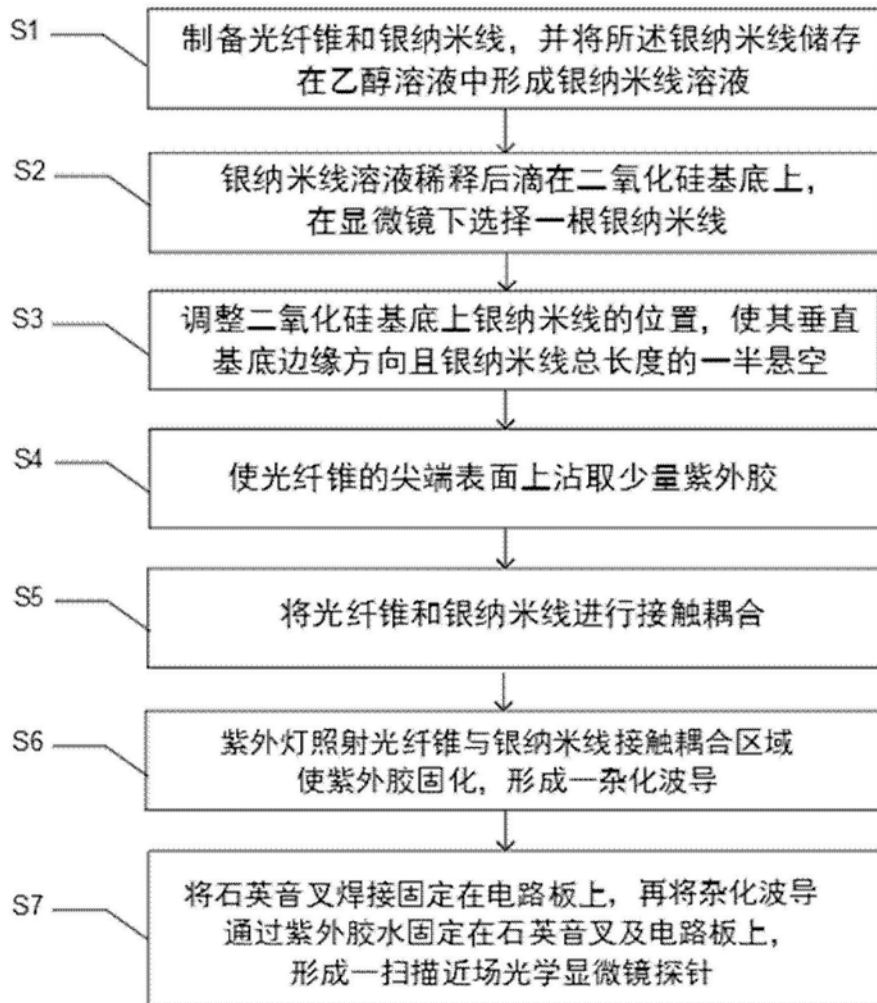 S1
制备光纤锥和银纳米线，并将所述银纳米线储存
在乙醇溶液中形成银纳米线溶液
S2
银纳米线溶液稀释后滴在二氧化硅基底上，
在显微镜下选择一根银纳米线
S3
调整二氧化硅基底上银纳米线的位置，使其垂直
基底边缘方向且银纳米线总长度的一半悬空
S4
使光纤锥的尖端表面上沾取少量紫外胶
S5
将光纤锥和银纳米线进行接触耦合
S6
紫外灯照射光纤锥与银纳米线接触耦合区域
使紫外胶固化，形成一杂化波导
S7
将石英音叉焊接固定在电路板上，再将杂化波导
通过紫外胶水固定在石英音叉及电路板上，
形成一扫描近场光学显微镜探针